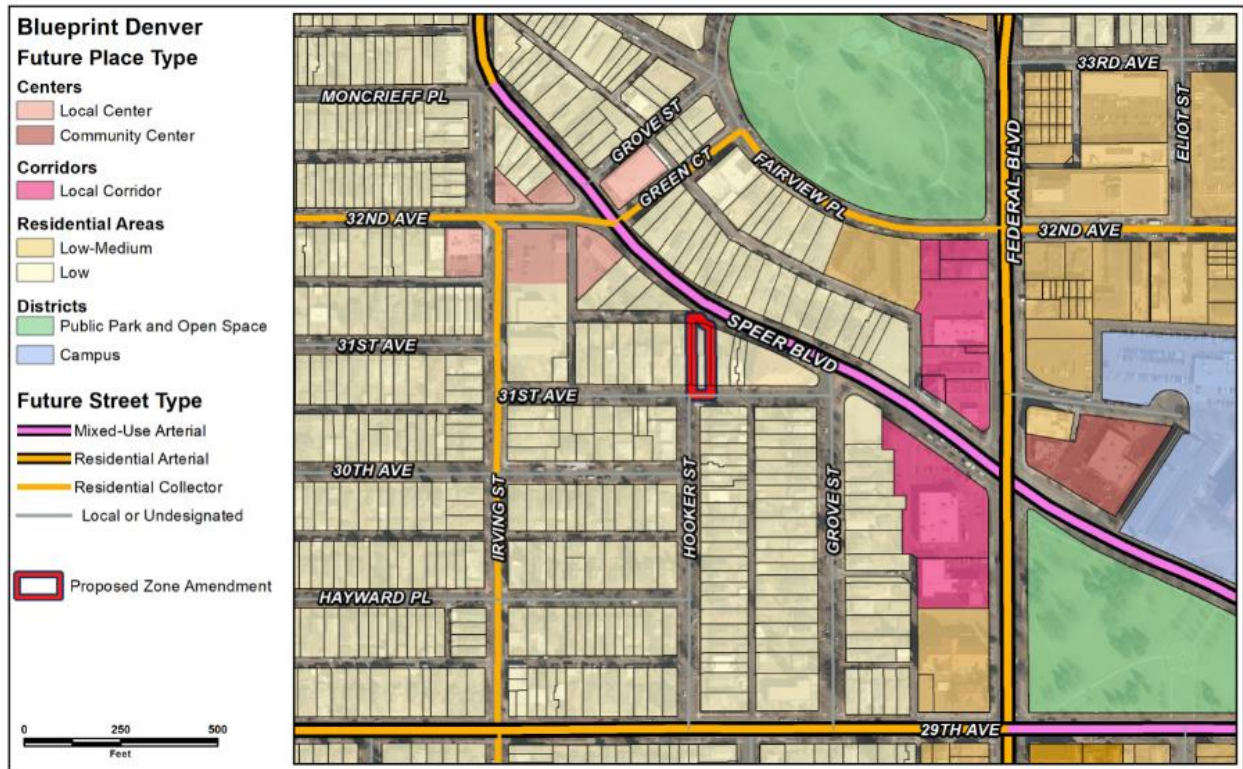 Blueprint Denver
Future Place Type
Centers
Local Center
Community Center
Corridors
Local Corridor
Residential Areas
Low-Medium
Low
Districts
Public Park and Open Space
Campus
Future Street Type
Mixed-Use Arterial
Residential Arterial
Residential Collector
Local or Undesignated
Proposed Zone Amendment
0 250 500
Feet
33RD AVE
MONCRIEFF PL
GROVE ST
ELIOT ST
GREEN CT
FAIRVIEW PL
FEDERAL BLVD
32ND AVE
32ND AVE
SPEER BLVD
31ST AVE
31ST AVE
30TH AVE
IRVING ST
HOOKER ST
GROVE ST
HAYWARD PL
29TH AVE